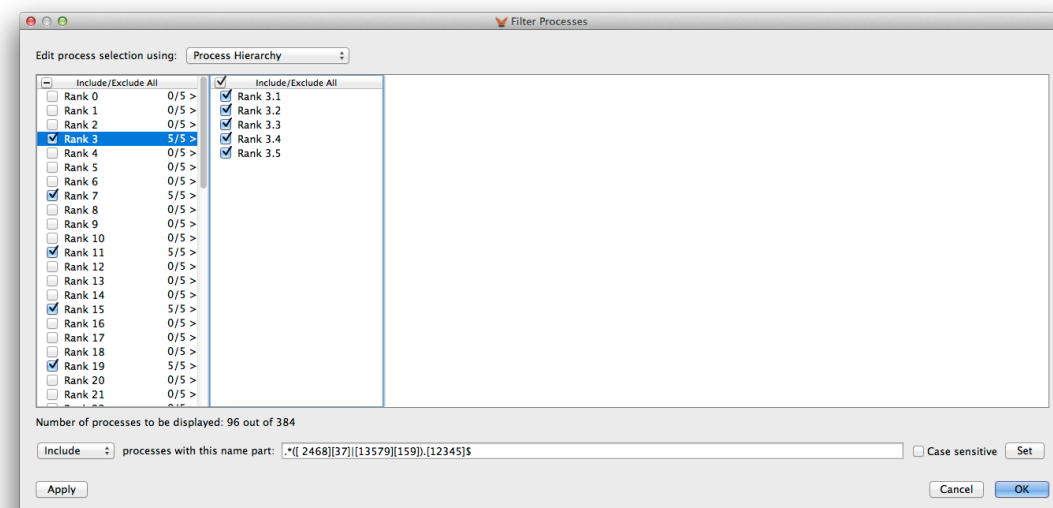 Filter Processes
Edit process selection using: Process Hierarchy
Include/Exclude All
Rank 0 0/5 >
Rank 1 0/5 >
Rank 2 0/5 >
Rank 3 5/5 >
Rank 4 0/5 >
Rank 5 0/5 >
Rank 6 0/5 >
Rank 7 5/5 >
Rank 8 0/5 >
Rank 9 0/5 >
Rank 10 0/5 >
Rank 11 5/5 >
Rank 12 0/5 >
Rank 13 0/5 >
Rank 14 0/5 >
Rank 15 5/5 >
Rank 16 0/5 >
Rank 17 0/5 >
Rank 18 0/5 >
Rank 19 5/5 >
Rank 20 0/5 >
Rank 21 0/5 >
Include/Exclude All
Rank 3.1
Rank 3.2
Rank 3.3
Rank 3.4
Rank 3.5
Number of processes to be displayed: 96 out of 384
Include processes with this name part: .*([ 2468][37]|[13579][159]).[12345]$ Case sensitive Set
Apply Cancel OK